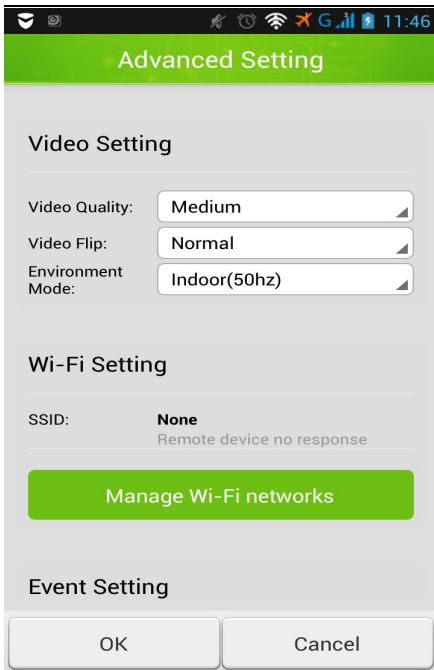 G 11:46
Advanced Setting
Video Setting
Video Quality: Medium
Video Flip: Normal
Environment
Mode: Indoor(50hz)
Wi-Fi Setting
SSID: None
Remote device no response
Manage Wi-Fi networks
Event Setting
OK Cancel